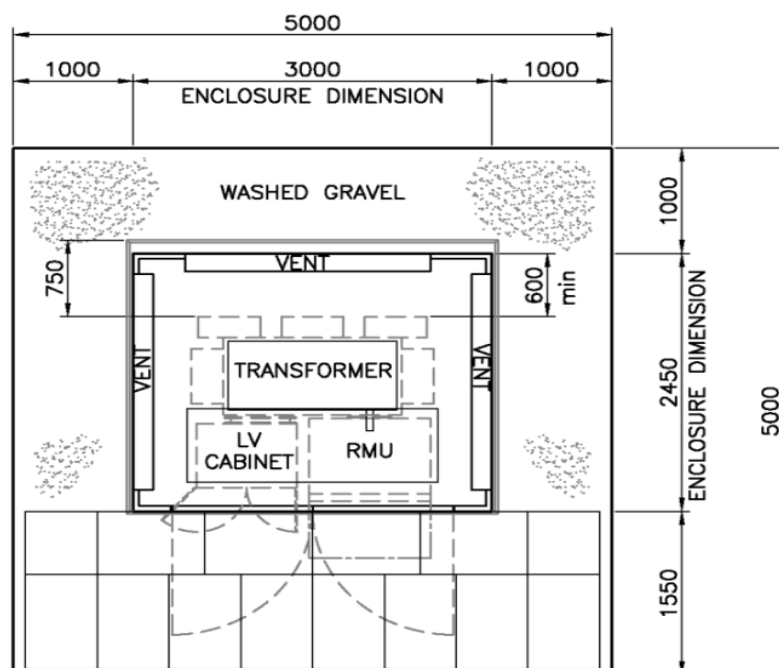 5000
1000
3000
1000
ENCLOSURE DIMENSION
WASHED GRAVEL
1000
750
VENT
600
min
VENT
TRANSFORMER
VENT
2450
ENCLOSURE DIMENSION
5000
LV
CABINET
RMU
1550